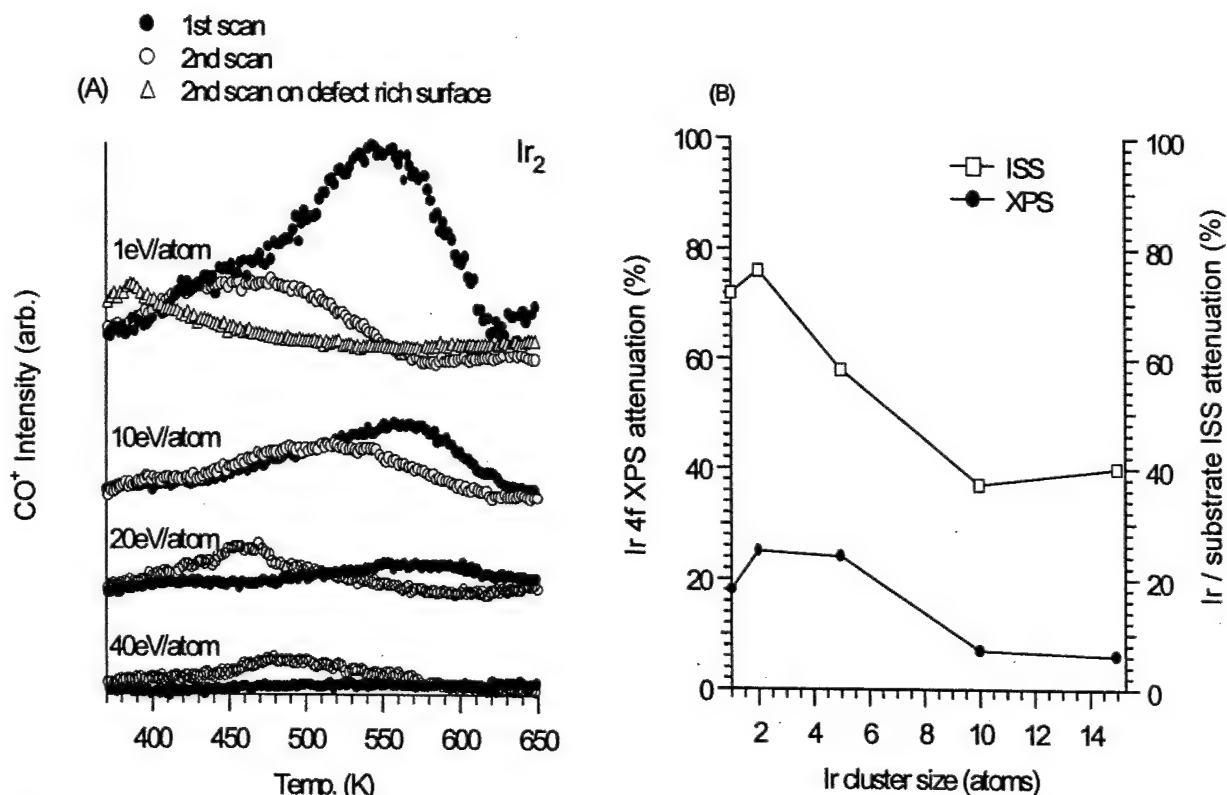 1st scan
2nd scan
2nd scan on defect rich surface
(A)
Ir2
1eV/atom
10eV/atom
20eV/atom
40eV/atom
CO+ Intensity (arb.)
400 450 500 550 600 650
Temp. (K)
(B)
ISS
XPS
100
80
60
40
20
0
Ir 4f XPS attenuation (%)
100
80
60
40
20
0
Ir / substrate ISS attenuation (%)
2 4 6 8 10 12 14
Ir cluster size (atoms)